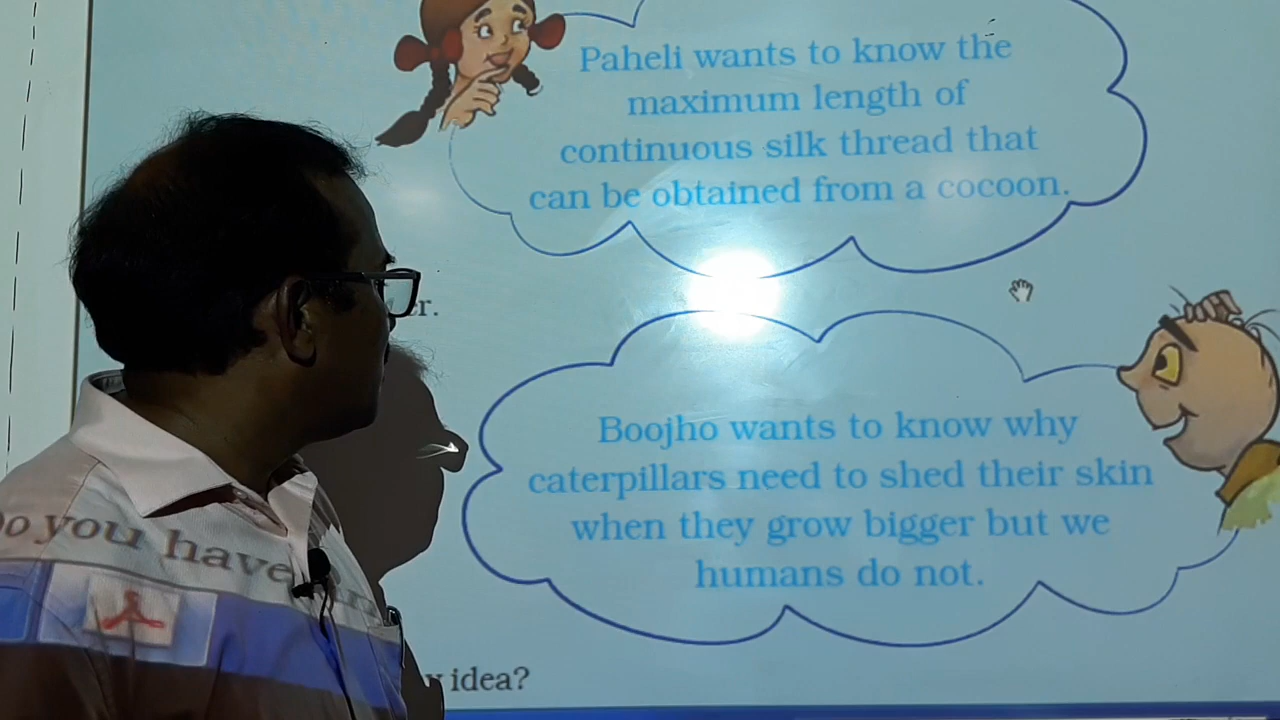 Paheli wants to know the
maximum length of
continuous silk thread that
can be obtained from a cocoon.
Boojho wants to know why
caterpillars need to shed their skin
when they grow bigger but we
humans do not.
you have
idea?